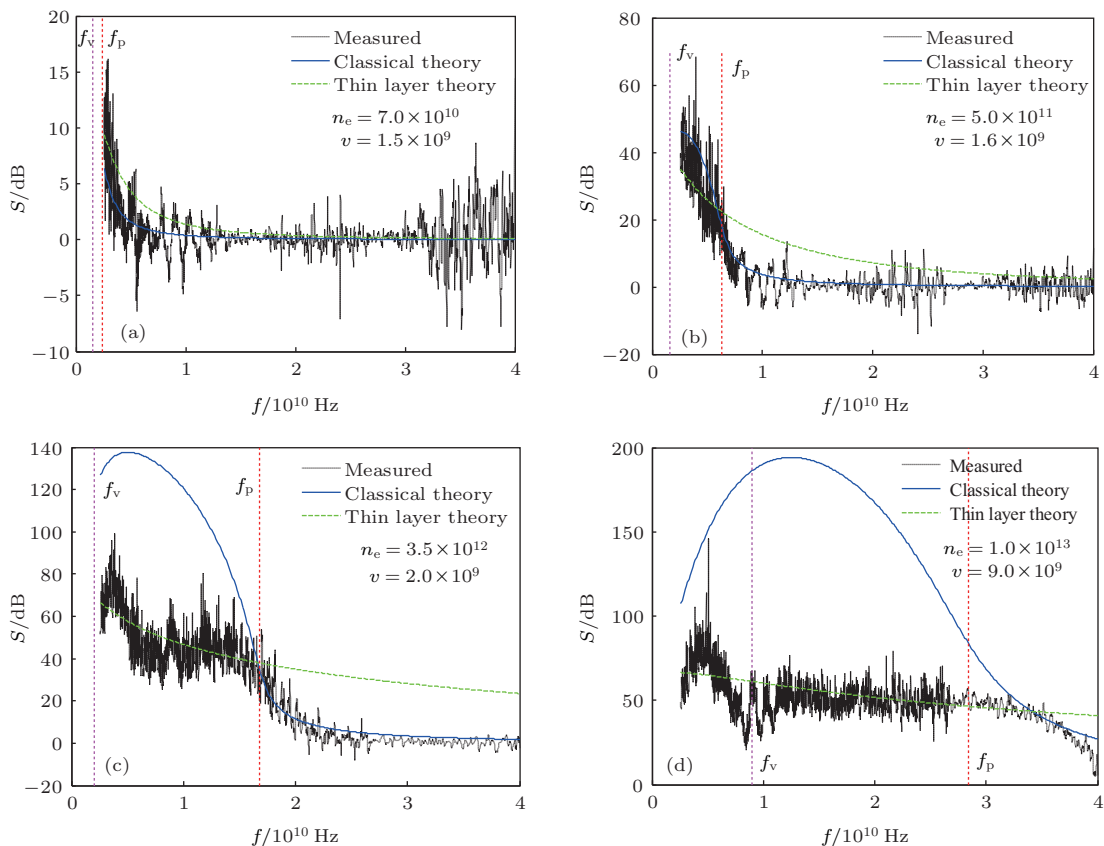 20
15
10
5
0
−5
−10
S/dB
f_v f_p
Measured
Classical theory
Thin layer theory
n_e = 7.0×10^10
v = 1.5×10^9
(a)
0 1 2 3 4
f/10^10 Hz
80
60
40
20
0
−20
S/dB
f_v
f_p
Measured
Classical theory
Thin layer theory
n_e = 5.0×10^11
v = 1.6×10^9
(b)
0 1 2 3 4
f/10^10 Hz
140
120
100
80
60
40
20
0
−20
S/dB
f_v f_p
Measured
Classical theory
Thin layer theory
n_e = 3.5×10^12
v = 2.0×10^9
(c)
0 1 2 3 4
f/10^10 Hz
200
150
100
50
0
S/dB
Measured
Classical theory
Thin layer theory
n_e = 1.0×10^13
v = 9.0×10^9
f_v f_p
(d)
0 1 2 3 4
f/10^10 Hz